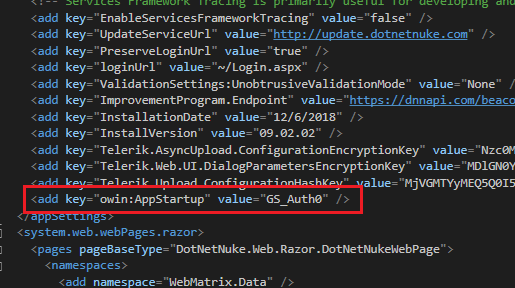 <!-- Services Framework Tracing is primarily useful for developing and
<add key="EnableServicesFrameworkTracing" value="false" />
<add key="UpdateServiceUrl" value="http://update.dotnetnuke.com" />
<add key="PreserveLoginUrl" value="true" />
<add key="loginUrl" value="~/Login.aspx" />
<add key="ValidationSettings:UnobtrusiveValidationMode" value="None" />
<add key="ImprovementProgram.Endpoint" value="https://dnnapi.com/beaco
<add key="InstallationDate" value="12/6/2018" />
<add key="InstallVersion" value="09.02.02" />
<add key="Telerik.AsyncUpload.ConfigurationEncryptionKey" value="Nzc0M
<add key="Telerik.Web.UI.DialogParametersEncryptionKey" value="MDlGN0Y
<add key="Telerik.Upload.ConfigurationHashKey" value="MjVGMTYyMEQ5Q0I5
<add key="owin:AppStartup" value="GS_Auth0" />
</appSettings>
<system.web.webPages.razor>
<pages pageBaseType="DotNetNuke.Web.Razor.DotNetNukeWebPage">
<namespaces>
<add namespace="WebMatrix.Data" />